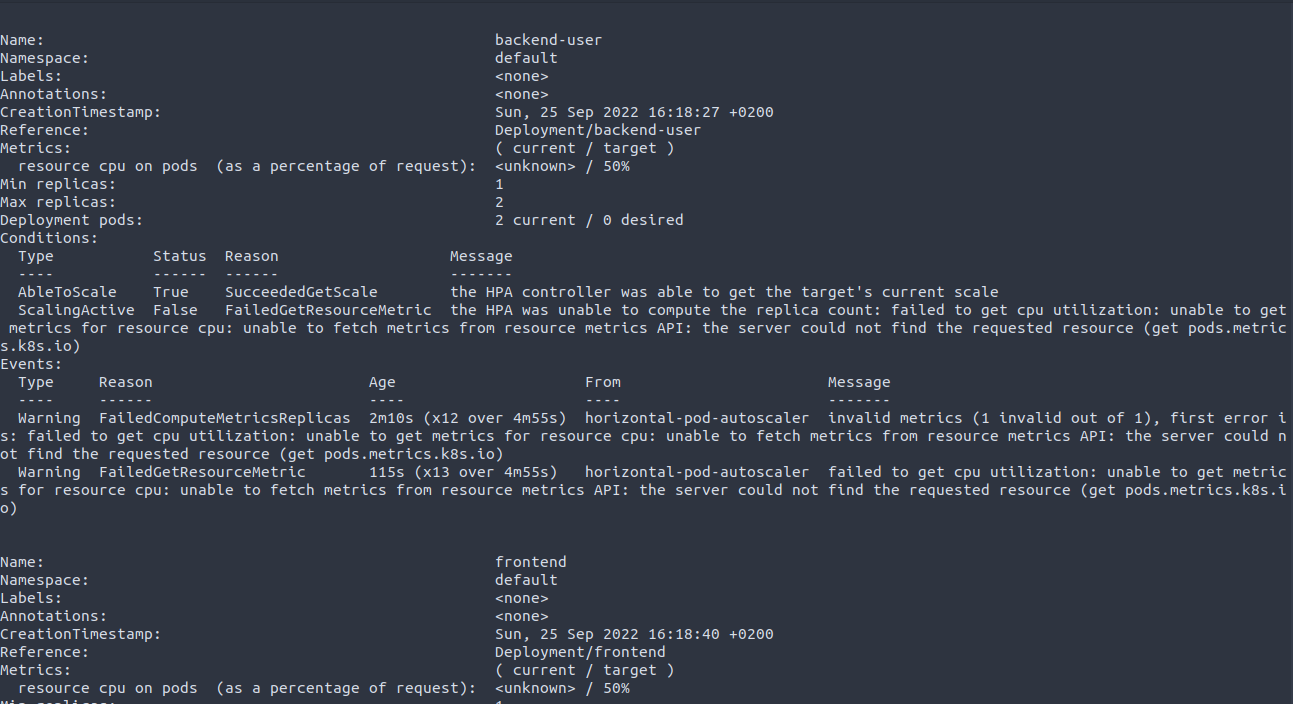 Name:                                                  backend-user
Namespace:                                             default
Labels:                                                <none>
Annotations:                                           <none>
CreationTimestamp:                                     Sun, 25 Sep 2022 16:18:27 +0200
Reference:                                             Deployment/backend-user
Metrics:                                               ( current / target )
  resource cpu on pods  (as a percentage of request):  <unknown> / 50%
Min replicas:                                          1
Max replicas:                                          2
Deployment pods:                                       2 current / 0 desired
Conditions:
  Type           Status  Reason                   Message
  ----           ------  ------                   -------
  AbleToScale    True    SucceededGetScale        the HPA controller was able to get the target's current scale
  ScalingActive  False   FailedGetResourceMetric  the HPA was unable to compute the replica count: failed to get cpu utilization: unable to get
 metrics for resource cpu: unable to fetch metrics from resource metrics API: the server could not find the requested resource (get pods.metric
s.k8s.io)
Events:
  Type     Reason                        Age                    From                       Message
  ----     ------                        ----                   ----                       -------
  Warning  FailedComputeMetricsReplicas  2m10s (x12 over 4m55s)  horizontal-pod-autoscaler  invalid metrics (1 invalid out of 1), first error i
s: failed to get cpu utilization: unable to get metrics for resource cpu: unable to fetch metrics from resource metrics API: the server could n
ot find the requested resource (get pods.metrics.k8s.io)
  Warning  FailedGetResourceMetric       115s (x13 over 4m55s)   horizontal-pod-autoscaler  failed to get cpu utilization: unable to get metric
s for resource cpu: unable to fetch metrics from resource metrics API: the server could not find the requested resource (get pods.metrics.k8s.i
o)
Name:                                                  frontend
Namespace:                                             default
Labels:                                                <none>
Annotations:                                           <none>
CreationTimestamp:                                     Sun, 25 Sep 2022 16:18:40 +0200
Reference:                                             Deployment/frontend
Metrics:                                               ( current / target )
  resource cpu on pods  (as a percentage of request):  <unknown> / 50%
Min replicas:                                          1